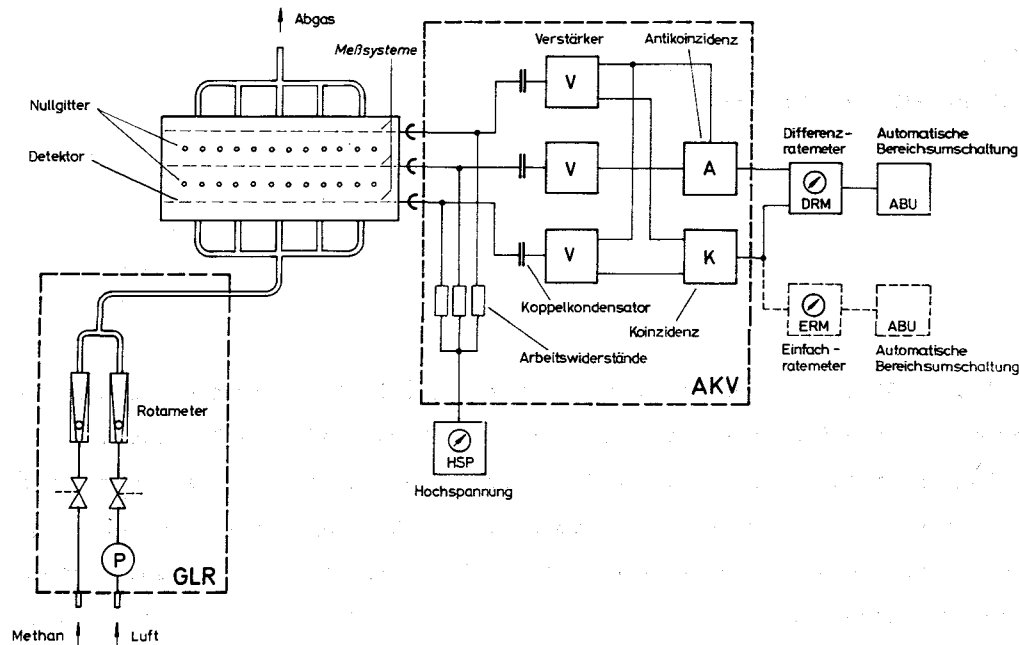 Abgas
Meßsysteme
Nullgitter
Detektor
Verstärker
Antikoinzidenz
V
V
V
A
K
Differenz-
ratemeter
Automatische
Bereichsumschaltung
DRM
ABU
ERM
ABU
Einfach-
ratemeter
Automatische
Bereichsumschaltung
Koppelkondensator
Koinzidenz
Arbeitswiderstände
AKV
HSP
Hochspannung
Rotameter
P
GLR
Methan
Luft